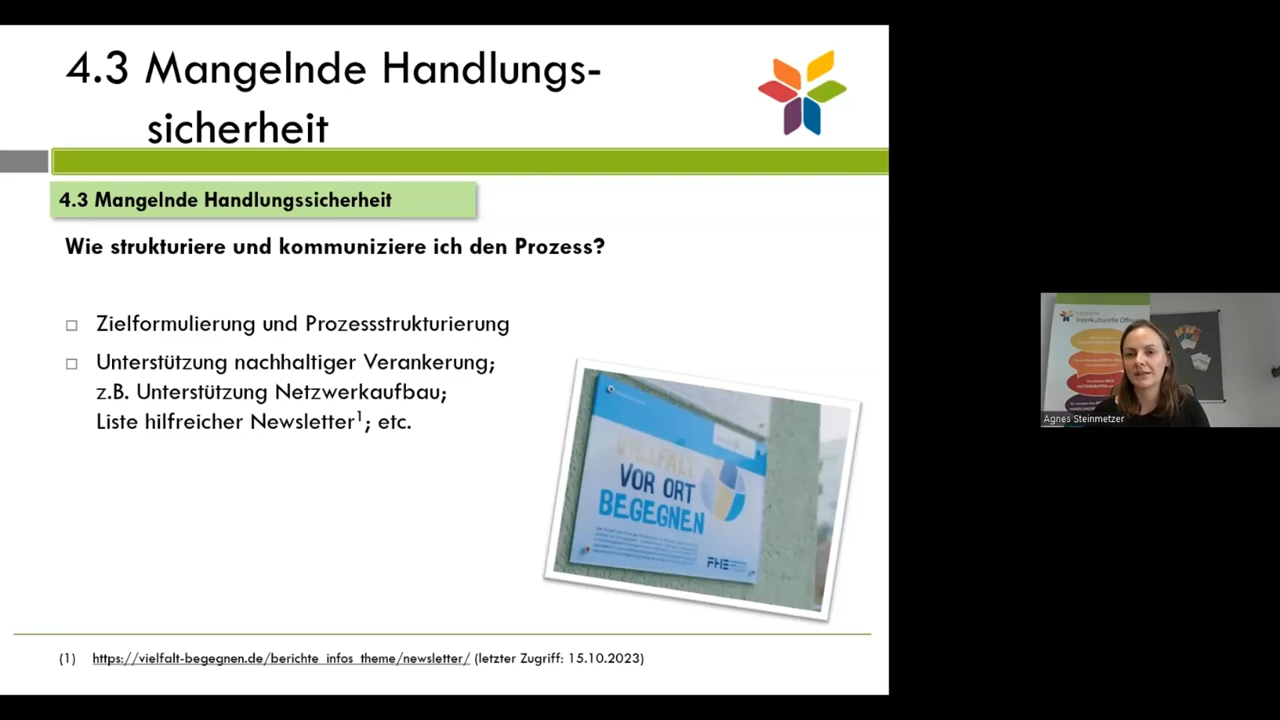 4.3 Mangelnde Handlungs-
sicherheit
4.3 Mangelnde Handlungssicherheit
Wie strukturiere und kommuniziere ich den Prozess?
Zielformulierung und Prozessstrukturierung
Unterstützung nachhaltiger Verankerung;
z.B. Unterstützung Netzwerkaufbau;
Liste hilfreicher Newsletter¹; etc.
VIELFALT
VOR ORT
BEGEGNEN
FHE
(1) https://vielfalt-begegnen.de/berichte_infos_theme/newsletter/ (letzter Zugriff: 15.10.2023)
Interkulturelle
Agnes Steinmetzer